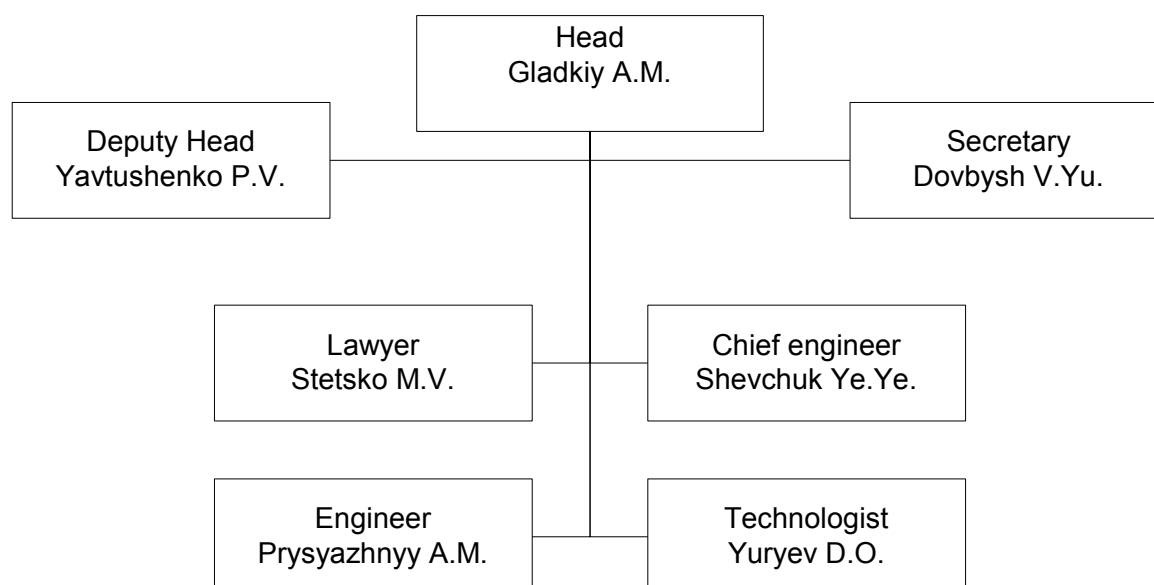 Head
Gladkiy A.M.
Deputy Head
Yavtushenko P.V.
Secretary
Dovbysh V.Yu.
Lawyer
Stetsko M.V.
Chief engineer
Shevchuk Ye.Ye.
Engineer
Prysyazhnyy A.M.
Technologist
Yuryev D.O.